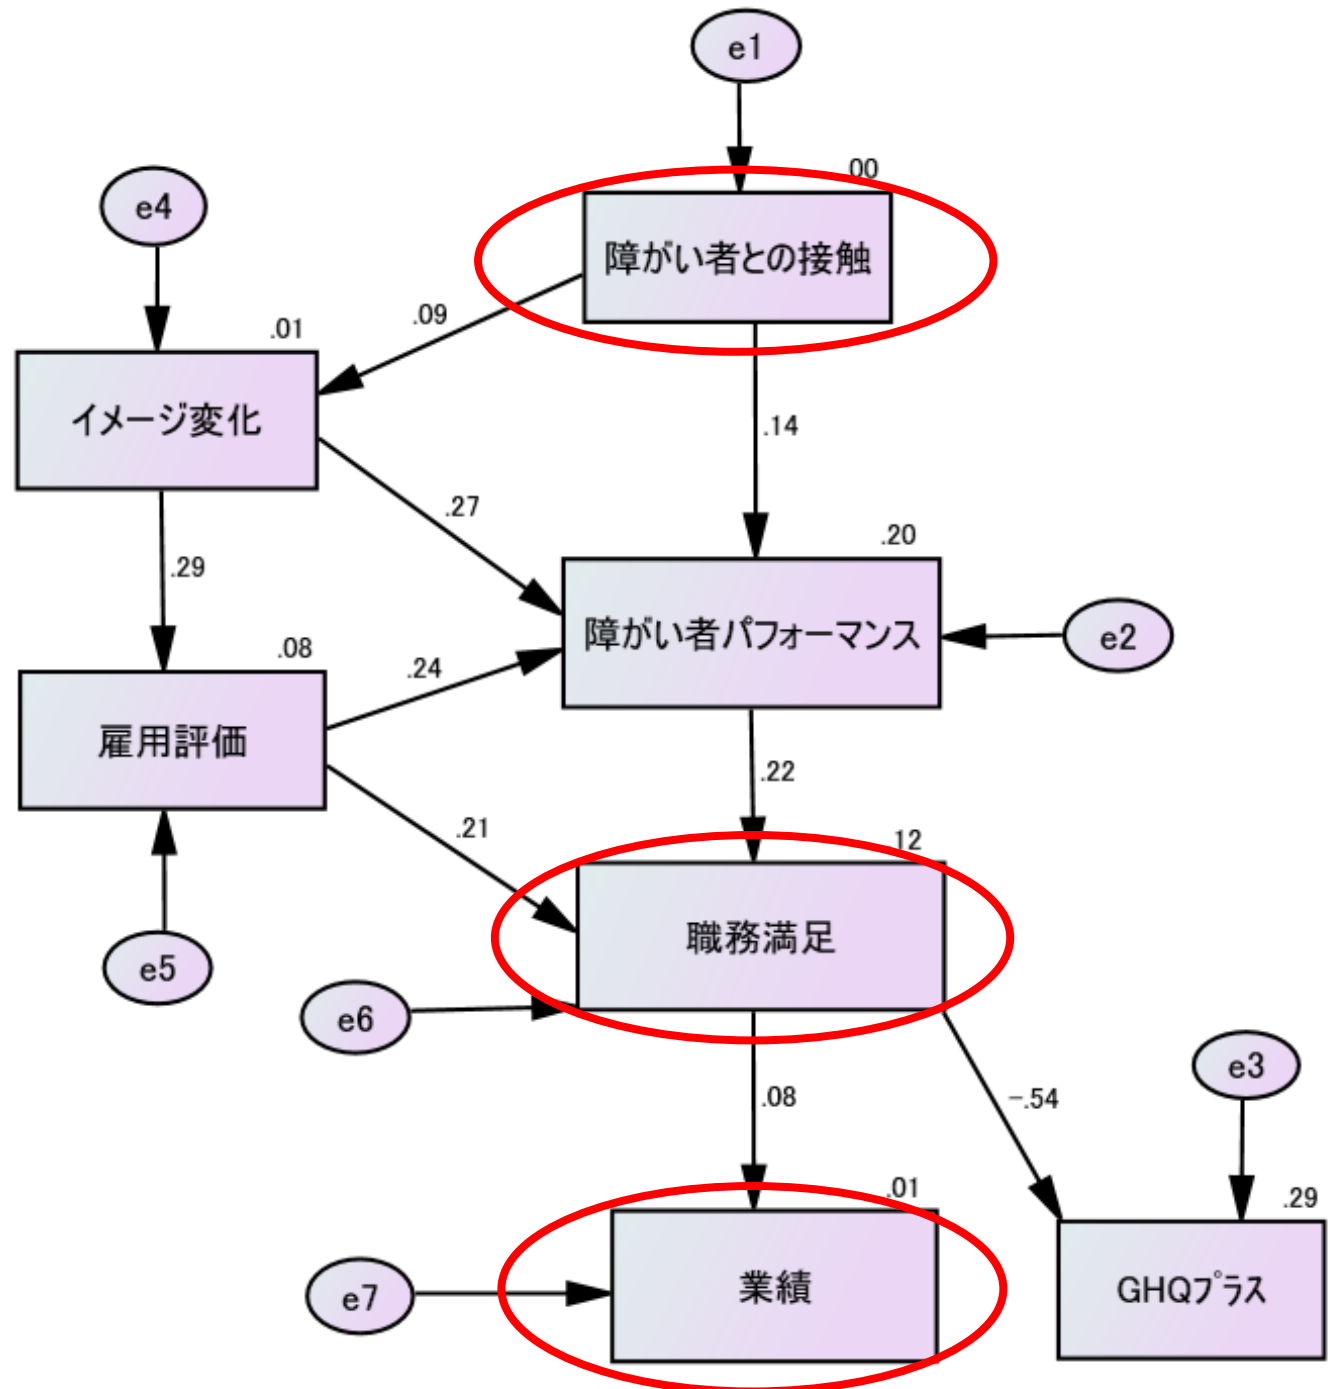 e1
.00
障がい者との接触
e4
.09
.01
イメージ変化
.14
.27
.20
.29
障がい者パフォーマンス
e2
.08
.24
雇用評価
.22
.21
.12
職務満足
e5
e6
e3
.08
-.54
.01
.29
業績
GHQプラス
e7